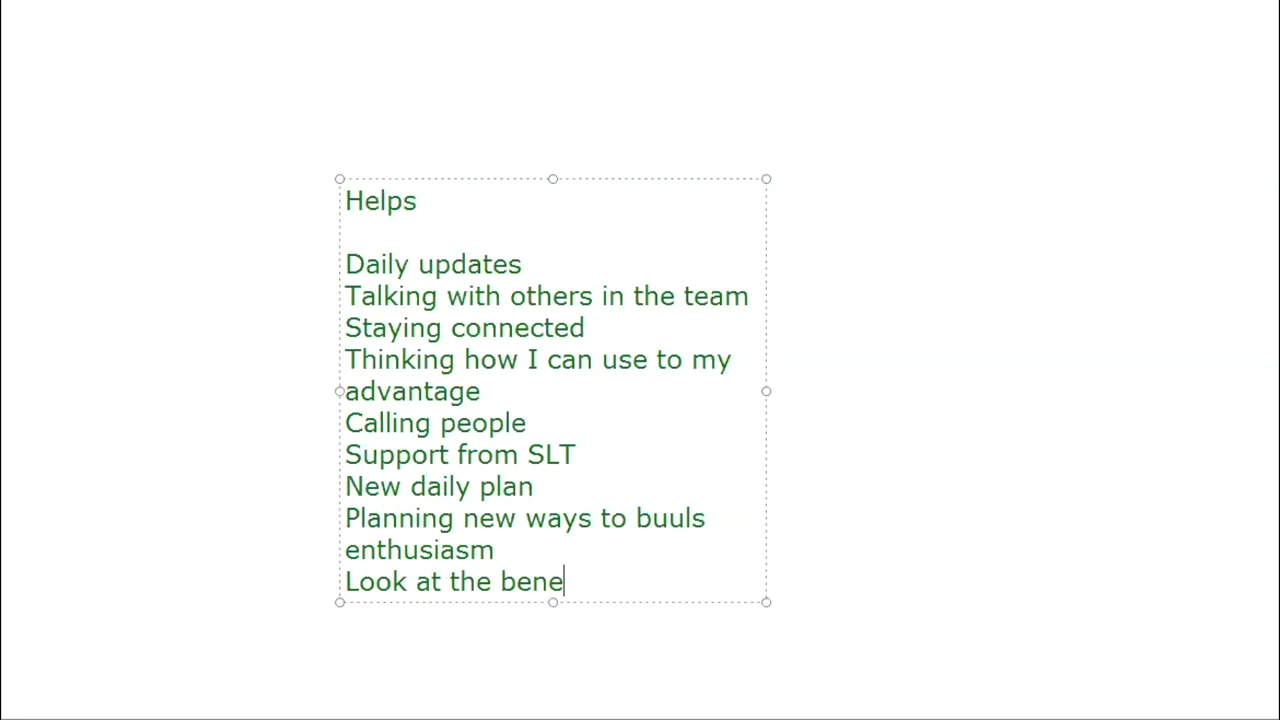 Helps
Daily updates
Talking with others in the team
Staying connected
Thinking how I can use to my
advantage
Calling people
Support from SLT
New daily plan
Planning new ways to buuls
enthusiasm
Look at the bene